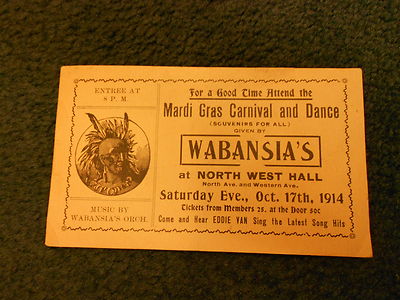 ENTREE AT
8 P. M.
MUSIC BY
WABANSIA'S ORCH.
For a Good Time Attend the
Mardi Gras Carnival and Dance
(SOUVENIRS FOR ALL)
GIVEN BY
WABANSIA'S
at NORTH WEST HALL
North Ave. and Western Ave.
Saturday Eve., Oct. 17th, 1914
Tickets from Members 25. at the Door 50c
Come and Hear EDDIE VAN Sing the Latest Song Hits